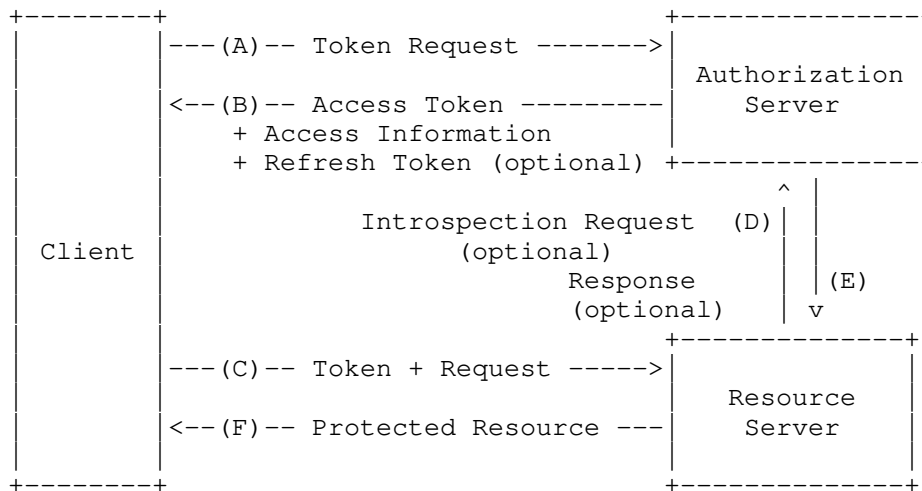 ---(A)-- Token Request ------->
Authorization
<--(B)-- Access Token ---------
Server
+ Access Information
+ Refresh Token (optional)
Introspection Request (D)
Client
(optional)
Response
(E)
(optional)
---(C)-- Token + Request ----->
Resource
<--(F)-- Protected Resource ---
Server